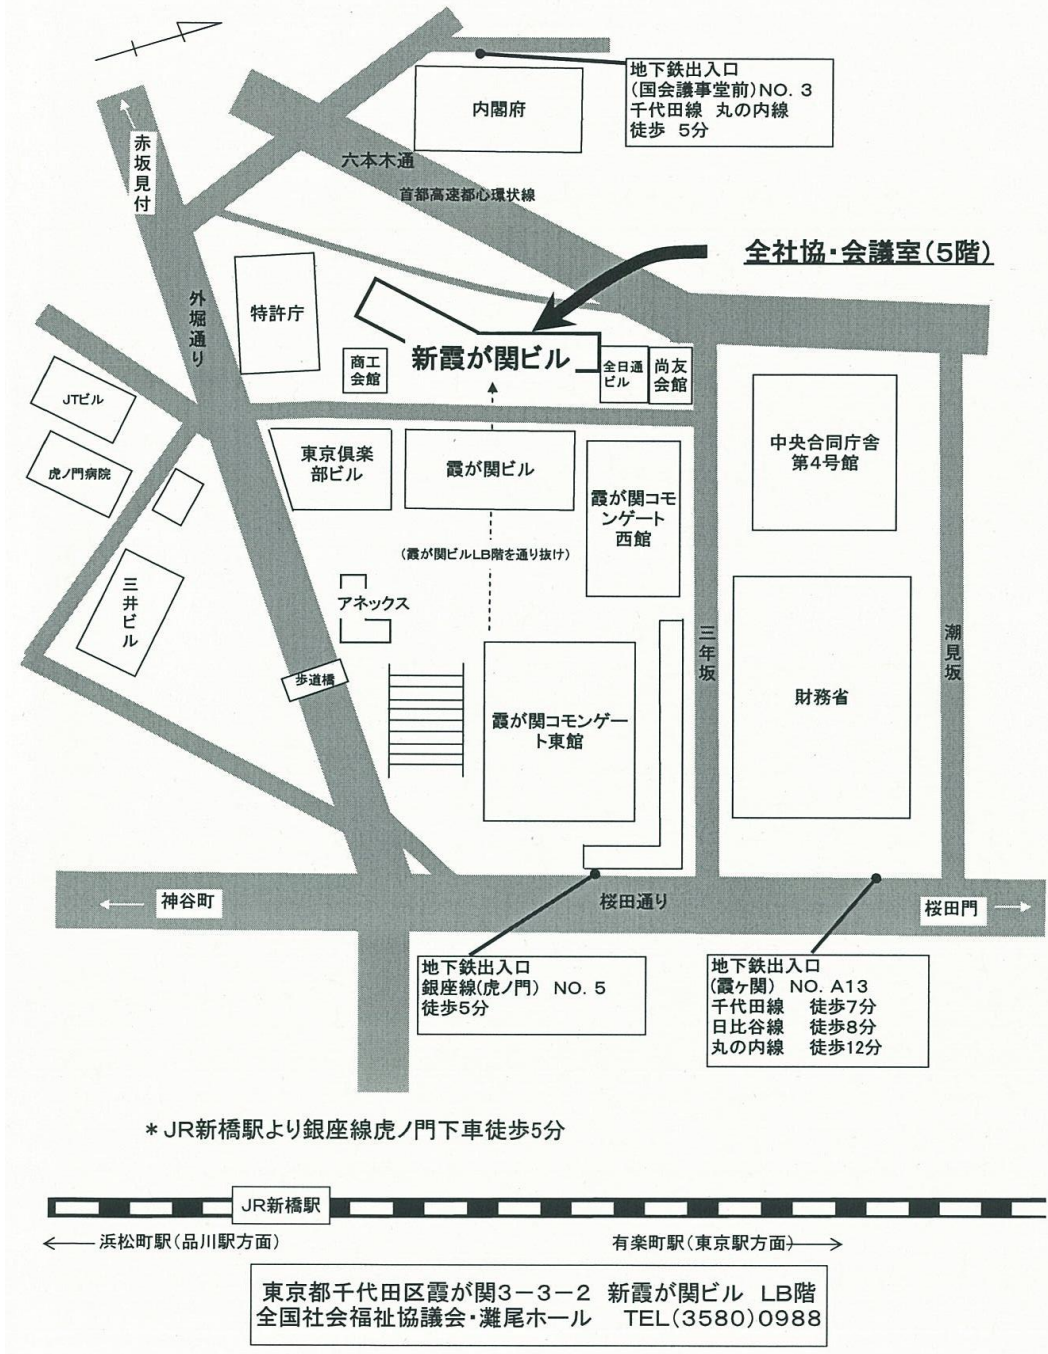 地下鉄出入口
(国会議事堂前)NO. 3
千代田線 丸の内線
徒歩 5分
内閣府
赤坂見付
六本木通
首都高速都心環状線
全社協・会議室(5階)
外堀通り
特許庁
商工
会館
新霞が関ビル
全日通
ビル
尚友
会館
JTビル
虎ノ門病院
東京倶楽
部ビル
霞が関ビル
霞が関コモ
ンゲート
西館
中央合同庁舎
第4号館
(霞が関ビルLB階を通り抜け)
三井ビル
アネックス
三年坂
潮見坂
歩道橋
霞が関コモンゲー
ト東館
財務省
神谷町
桜田通り
桜田門
地下鉄出入口
銀座線(虎ノ門) NO. 5
徒歩5分
地下鉄出入口
(霞ヶ関) NO. A13
千代田線 徒歩7分
日比谷線 徒歩8分
丸の内線 徒歩12分
*JR新橋駅より銀座線虎ノ門下車徒歩5分
JR新橋駅
浜松町駅(品川駅方面)
有楽町駅(東京駅方面)
東京都千代田区霞が関3-3-2 新霞が関ビル LB階
全国社会福祉協議会・灘尾ホール TEL(3580)0988